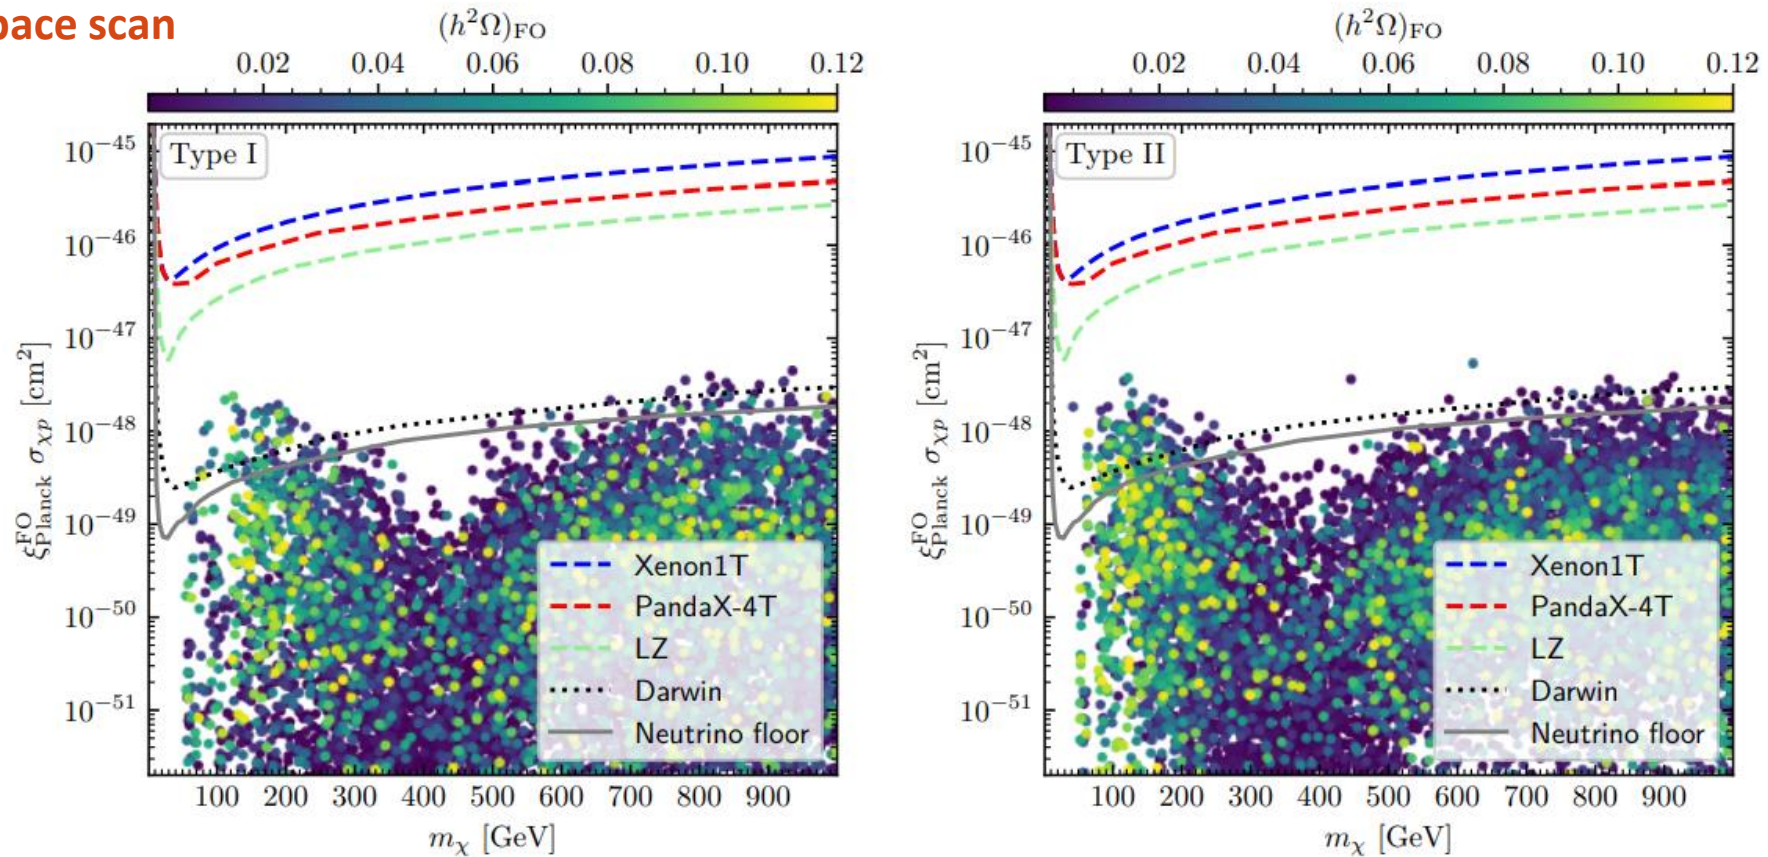 pace scan
(h²Ω)FO
0.02 0.04 0.06 0.08 0.10 0.12
Type I
10⁻⁴⁵
10⁻⁴⁶
10⁻⁴⁷
10⁻⁴⁸
10⁻⁴⁹
10⁻⁵⁰
10⁻⁵¹
ξ^FO_Planck σχp [cm²]
Xenon1T
PandaX-4T
LZ
Darwin
Neutrino floor
100 200 300 400 500 600 700 800 900
mχ [GeV]
(h²Ω)FO
0.02 0.04 0.06 0.08 0.10 0.12
Type II
10⁻⁴⁵
10⁻⁴⁶
10⁻⁴⁷
10⁻⁴⁸
10⁻⁴⁹
10⁻⁵⁰
10⁻⁵¹
ξ^FO_Planck σχp [cm²]
Xenon1T
PandaX-4T
LZ
Darwin
Neutrino floor
100 200 300 400 500 600 700 800 900
mχ [GeV]